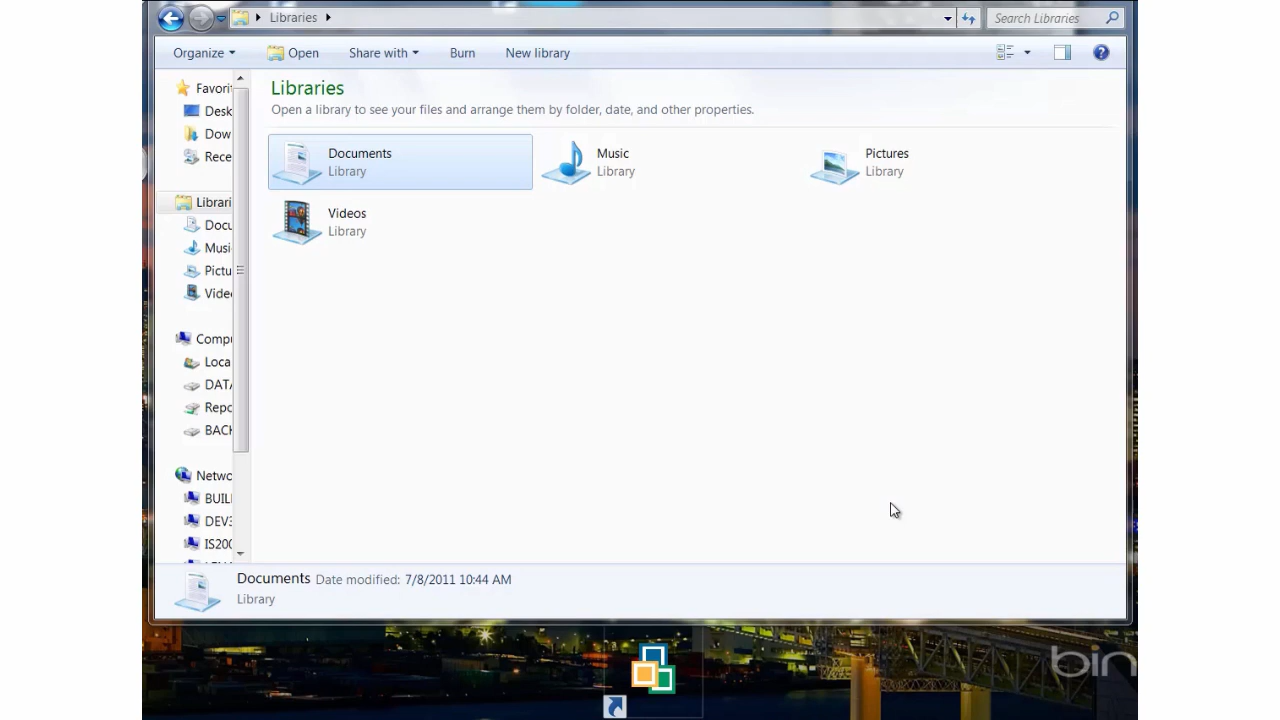 Libraries
Search Libraries
Organize
Open
Share with
Burn
New library
Favorit
Desk
Dow
Rece
Librari
Docu
Musi
Pictu
Video
Compu
Loca
DATA
Repo
BACK
Netwo
BUIL
DEV3
IS200
Libraries
Open a library to see your files and arrange them by folder, date, and other properties.
Documents
Library
Music
Library
Pictures
Library
Videos
Library
Documents Date modified: 7/8/2011 10:44 AM
Library
bin